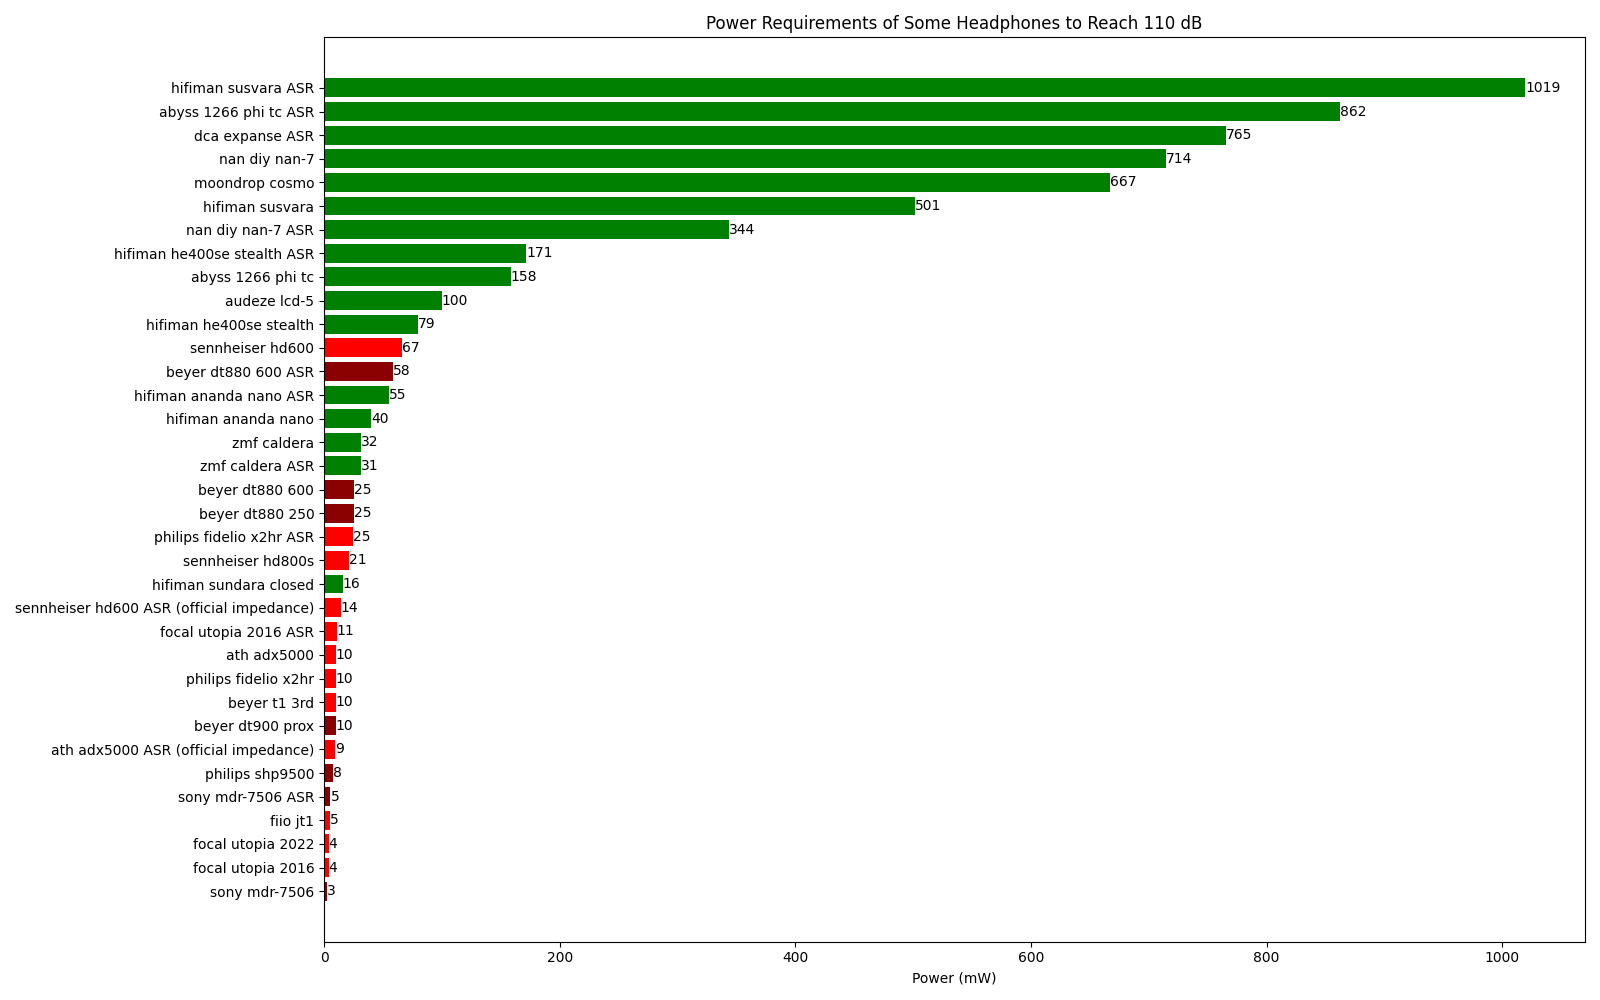 Power Requirements of Some Headphones to Reach 110 dB
hifiman susvara ASR 1019
abyss 1266 phi tc ASR 862
dca expanse ASR 765
nan diy nan-7 714
moondrop cosmo 667
hifiman susvara 501
nan diy nan-7 ASR 344
hifiman he400se stealth ASR 171
abyss 1266 phi tc 158
audeze lcd-5 100
hifiman he400se stealth 79
sennheiser hd600 67
beyer dt880 600 ASR 58
hifiman ananda nano ASR 55
hifiman ananda nano 40
zmf caldera 32
zmf caldera ASR 31
beyer dt880 600 25
beyer dt880 250 25
philips fidelio x2hr ASR 25
sennheiser hd800s 21
hifiman sundara closed 16
sennheiser hd600 ASR (official impedance) 14
focal utopia 2016 ASR 11
ath adx5000 10
philips fidelio x2hr 10
beyer t1 3rd 10
beyer dt900 prox 10
ath adx5000 ASR (official impedance) 9
philips shp9500 8
sony mdr-7506 ASR 5
fiio jt1 5
focal utopia 2022 4
focal utopia 2016 4
sony mdr-7506 3
0 200 400 600 800 1000
Power (mW)